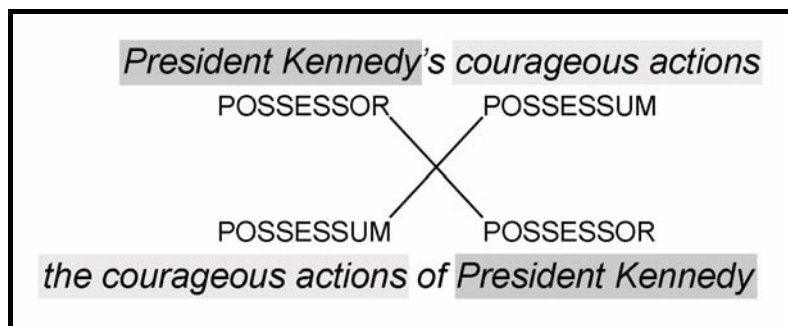 President Kennedy's courageous actions
POSSESSOR POSSESSUM
POSSESSUM POSSESSOR
the courageous actions of President Kennedy